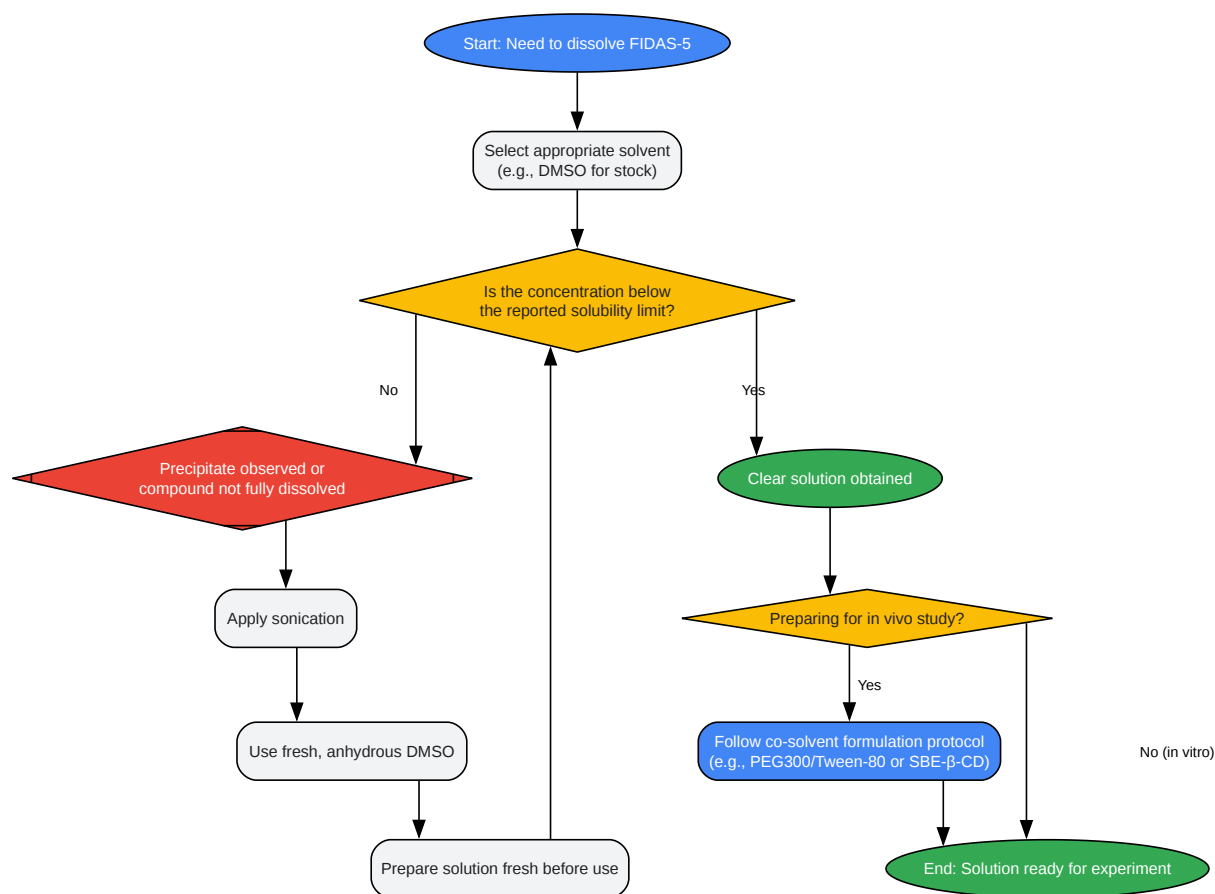 Start: Need to dissolve FIDAS-5
Select appropriate solvent
(e.g., DMSO for stock)
Is the concentration below
the reported solubility limit?
No
Yes
Precipitate observed or
compound not fully dissolved
Clear solution obtained
Apply sonication
Preparing for in vivo study?
Yes
Use fresh, anhydrous DMSO
Follow co-solvent formulation protocol
(e.g., PEG300/Tween-80 or SBE-β-CD)
No (in vitro)
Prepare solution fresh before use
End: Solution ready for experiment